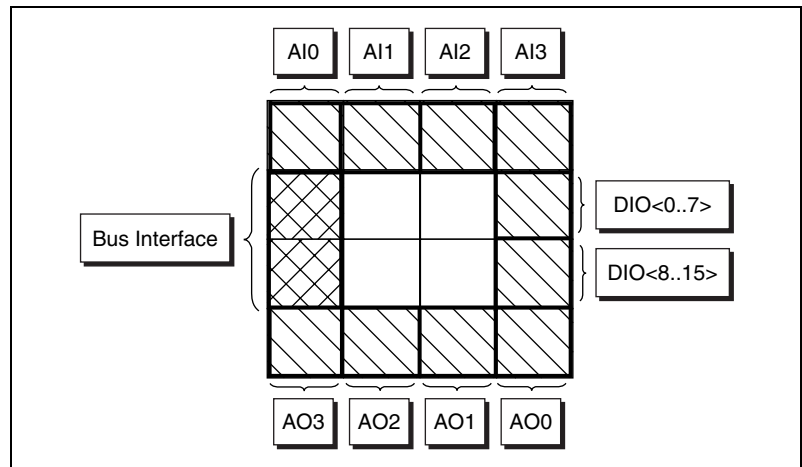 AI0 AI1 AI2 AI3
DIO<0..7>
Bus Interface
DIO<8..15>
AO3 AO2 AO1 AO0